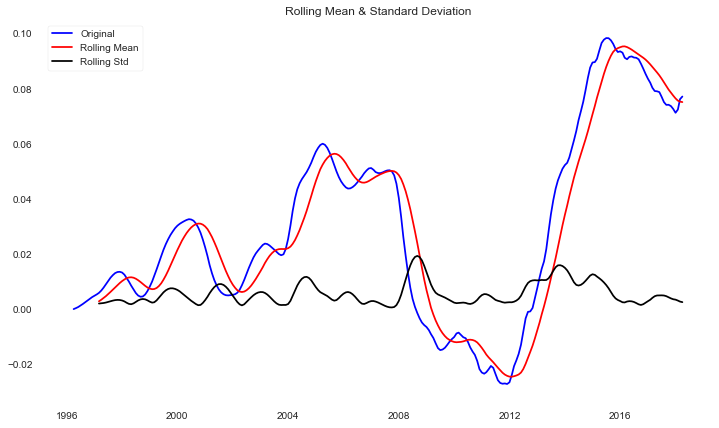 Rolling Mean & Standard Deviation
Original
Rolling Mean
Rolling Std
0.10
0.08
0.06
0.04
0.02
0.00
−0.02
1996 2000 2004 2008 2012 2016